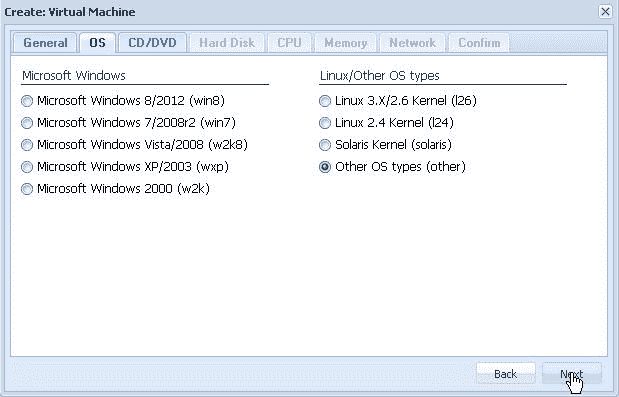 Create: Virtual Machine
General OS CD/DVD Hard Disk CPU Memory Network Confirm
Microsoft Windows
Microsoft Windows 8/2012 (win8)
Microsoft Windows 7/2008r2 (win7)
Microsoft Windows Vista/2008 (w2k8)
Microsoft Windows XP/2003 (wxp)
Microsoft Windows 2000 (w2k)
Linux/Other OS types
Linux 3.X/2.6 Kernel (l26)
Linux 2.4 Kernel (l24)
Solaris Kernel (solaris)
Other OS types (other)
Back Next